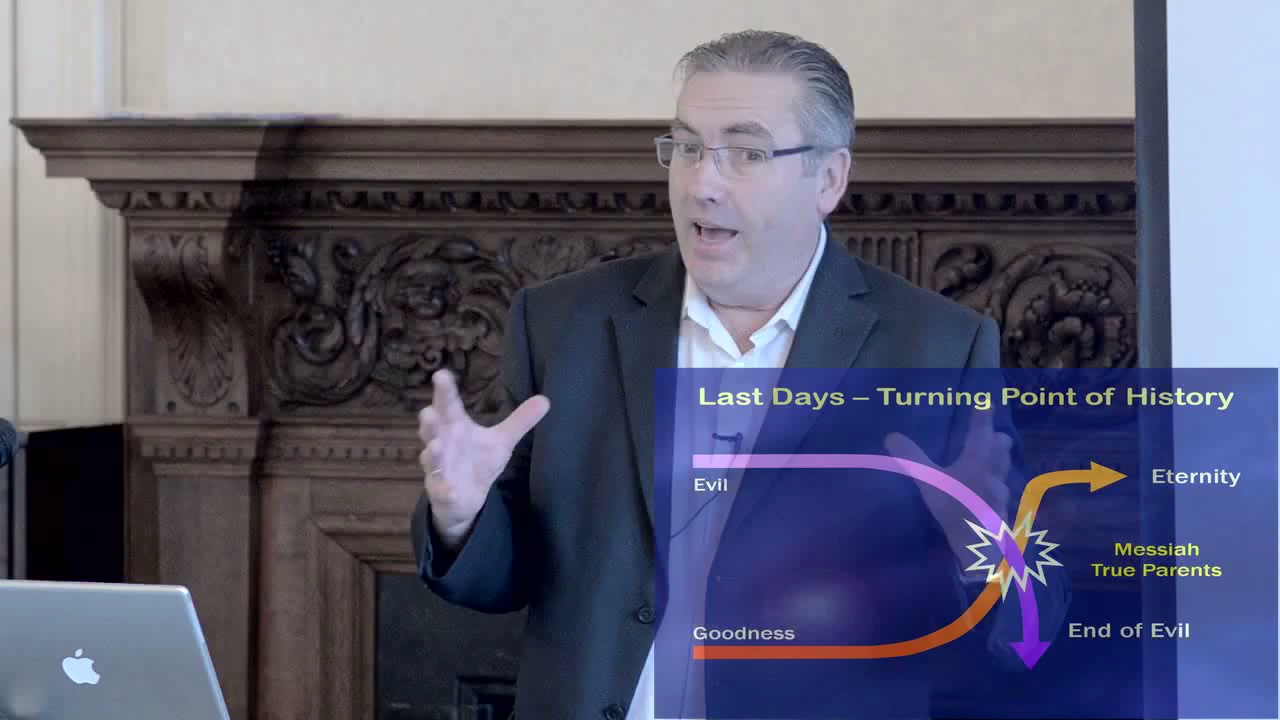 Last Days – Turning Point of History
Evil
Eternity
Messiah
True Parents
Goodness
End of Evil